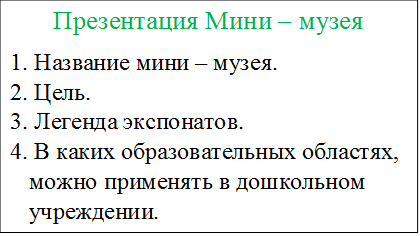 Презентация Мини – музея
1. Название мини – музея.
2. Цель.
3. Легенда экспонатов.
4. В каких образовательных областях,
можно применять в дошкольном
учреждении.